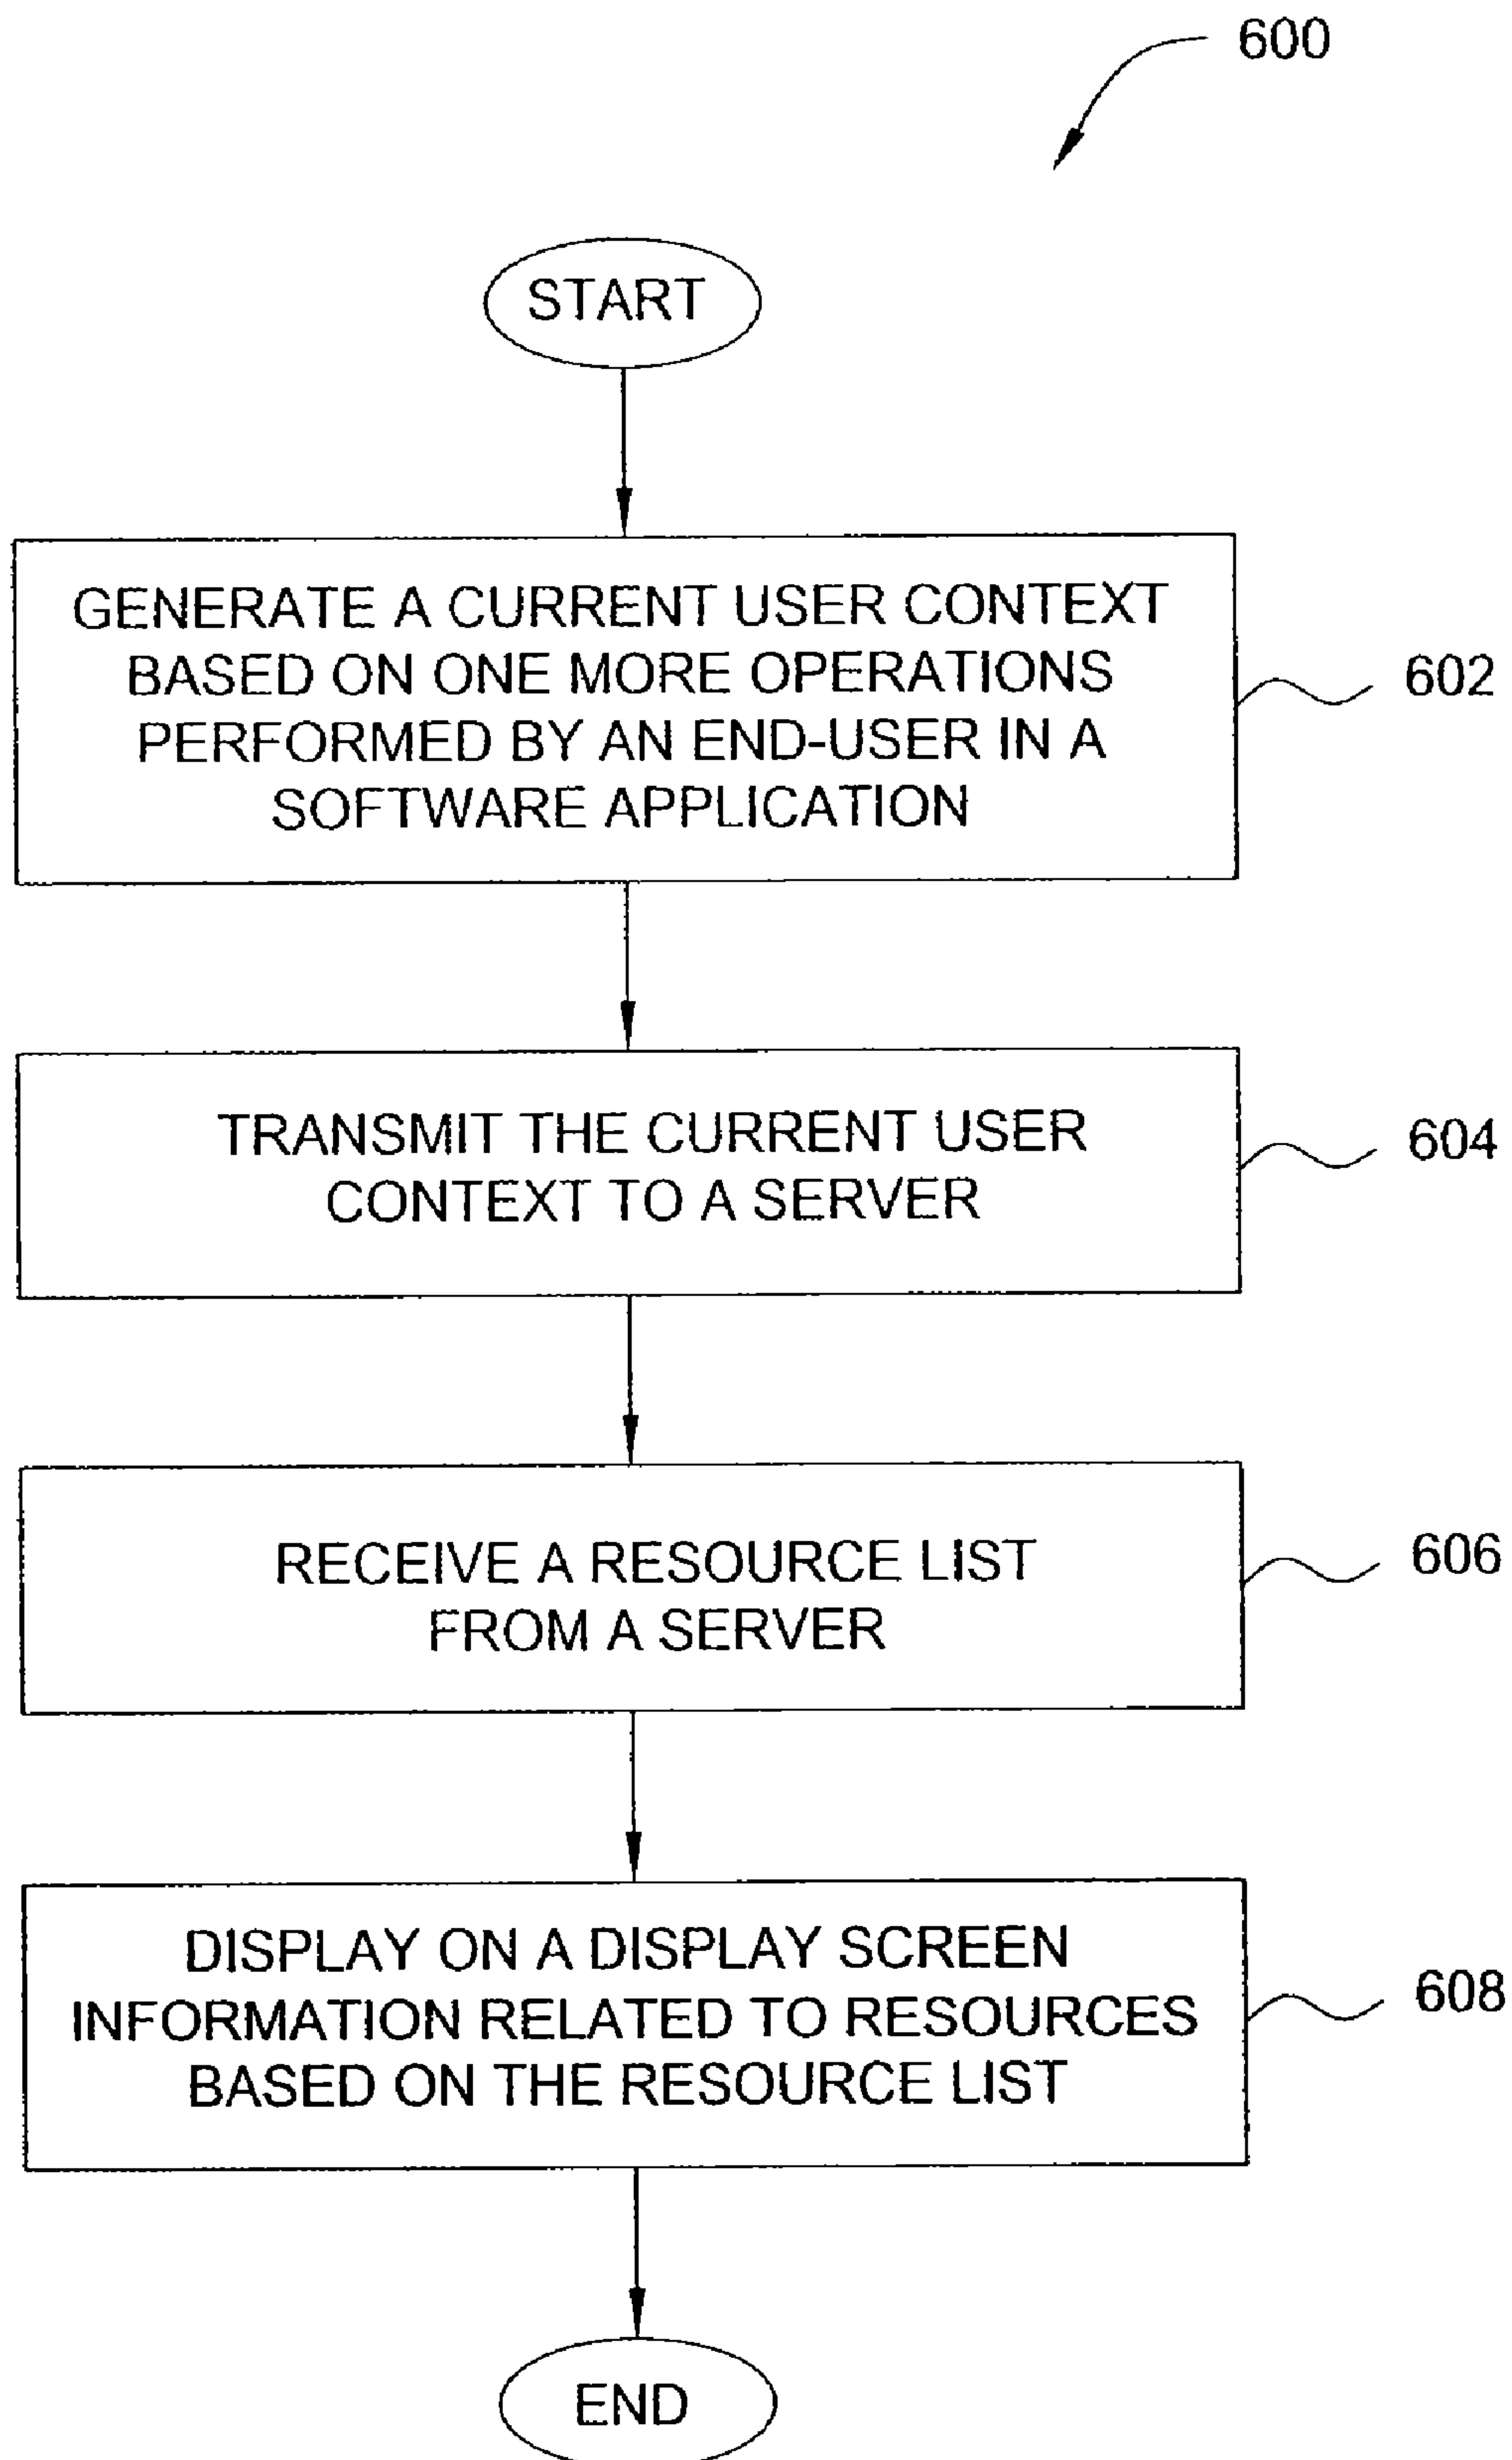 600
START
GENERATE A CURRENT USER CONTEXT
BASED ON ONE MORE OPERATIONS
PERFORMED BY AN END-USER IN A
SOFTWARE APPLICATION
602
TRANSMIT THE CURRENT USER
CONTEXT TO A SERVER
604
RECEIVE A RESOURCE LIST
FROM A SERVER
606
DISPLAY ON A DISPLAY SCREEN
INFORMATION RELATED TO RESOURCES
BASED ON THE RESOURCE LIST
608
END